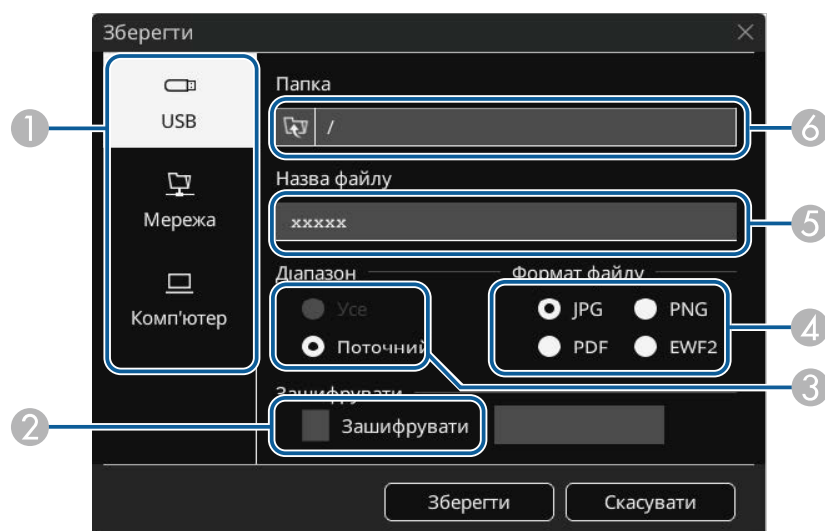 Зберегти
1
USB
Мережа
Комп'ютер
Папка
/
6
Назва файлу
xxxxx
5
Діапазон
Усе
Поточний
3
Формат файлу
JPG PNG
PDF EWF2
4
Зашифрувати
2
Зашифрувати
Зберегти Скасувати